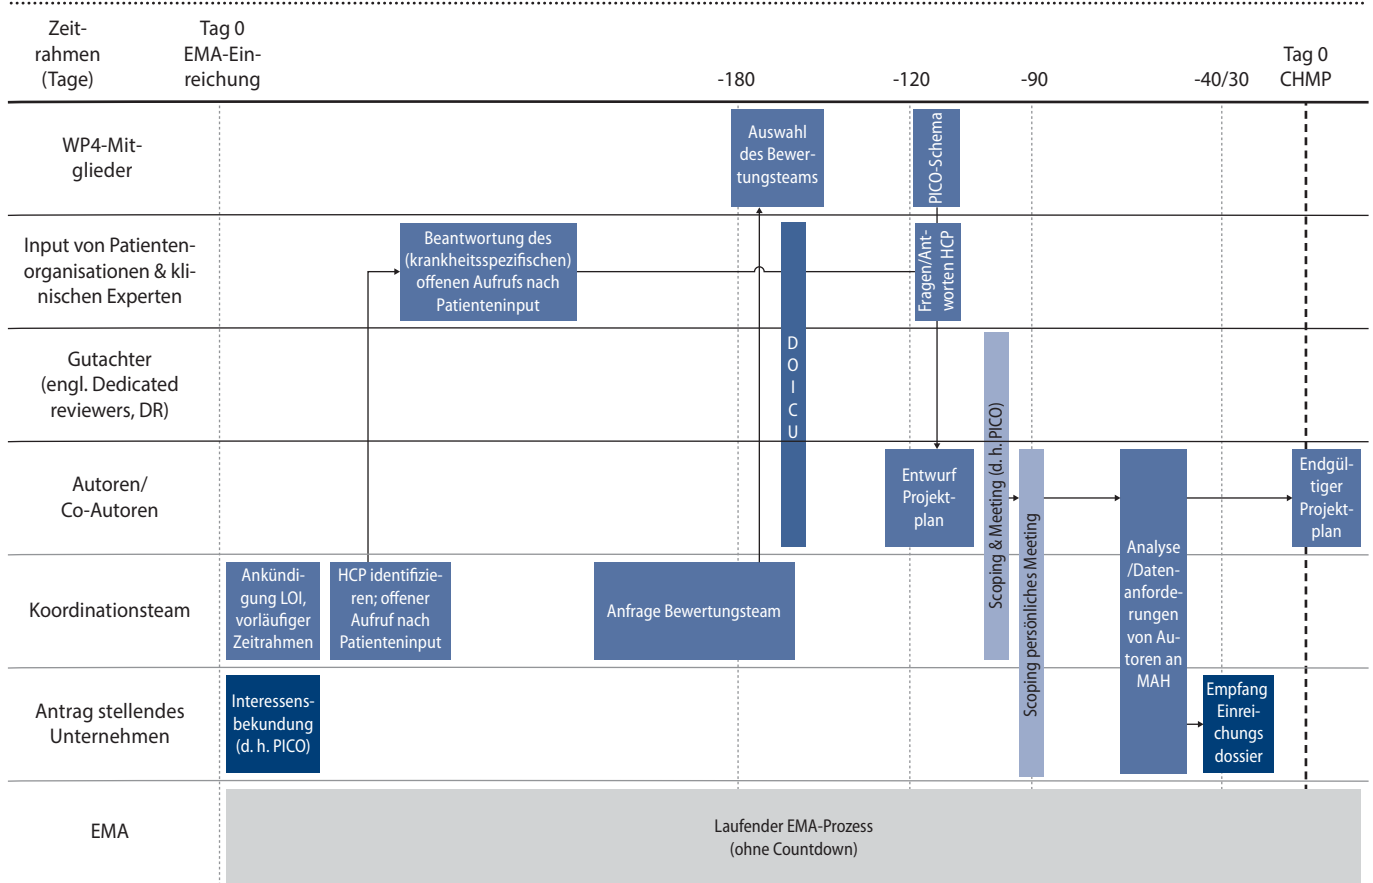 Zeit-
rahmen
(Tage)
Tag 0
EMA-Ein-
reichung
-180
-120
-90
-40/30
Tag 0
CHMP
WP4-Mit-
glieder
Auswahl
des Bewer-
tungsteams
PICO-Schema
Input von Patienten-
organisationen & kli-
nischen Experten
Beantwortung des
(krankheitsspezifischen)
offenen Aufrufs nach
Patienteninput
Fragen/Ant-
worten HCP
D
O
I
C
U
Gutachter
(engl. Dedicated
reviewers, DR)
Scoping & Meeting (d. h. PICO)
Autoren/
Co-Autoren
Entwurf
Projekt-
plan
Scoping persönliches Meeting
Analyse
/Daten-
anforde-
rungen
von Au-
toren an
MAH
Endgül-
tiger
Projekt-
plan
Koordinationsteam
Ankündi-
gung LOI,
vorläufiger
Zeitrahmen
HCP identifizie-
ren; offener
Aufruf nach
Patienteninput
Anfrage Bewertungsteam
Antrag stellendes
Unternehmen
Interessens-
bekundung
(d. h. PICO)
Empfang
Einrei-
chungs
dossier
EMA
Laufender EMA-Prozess
(ohne Countdown)